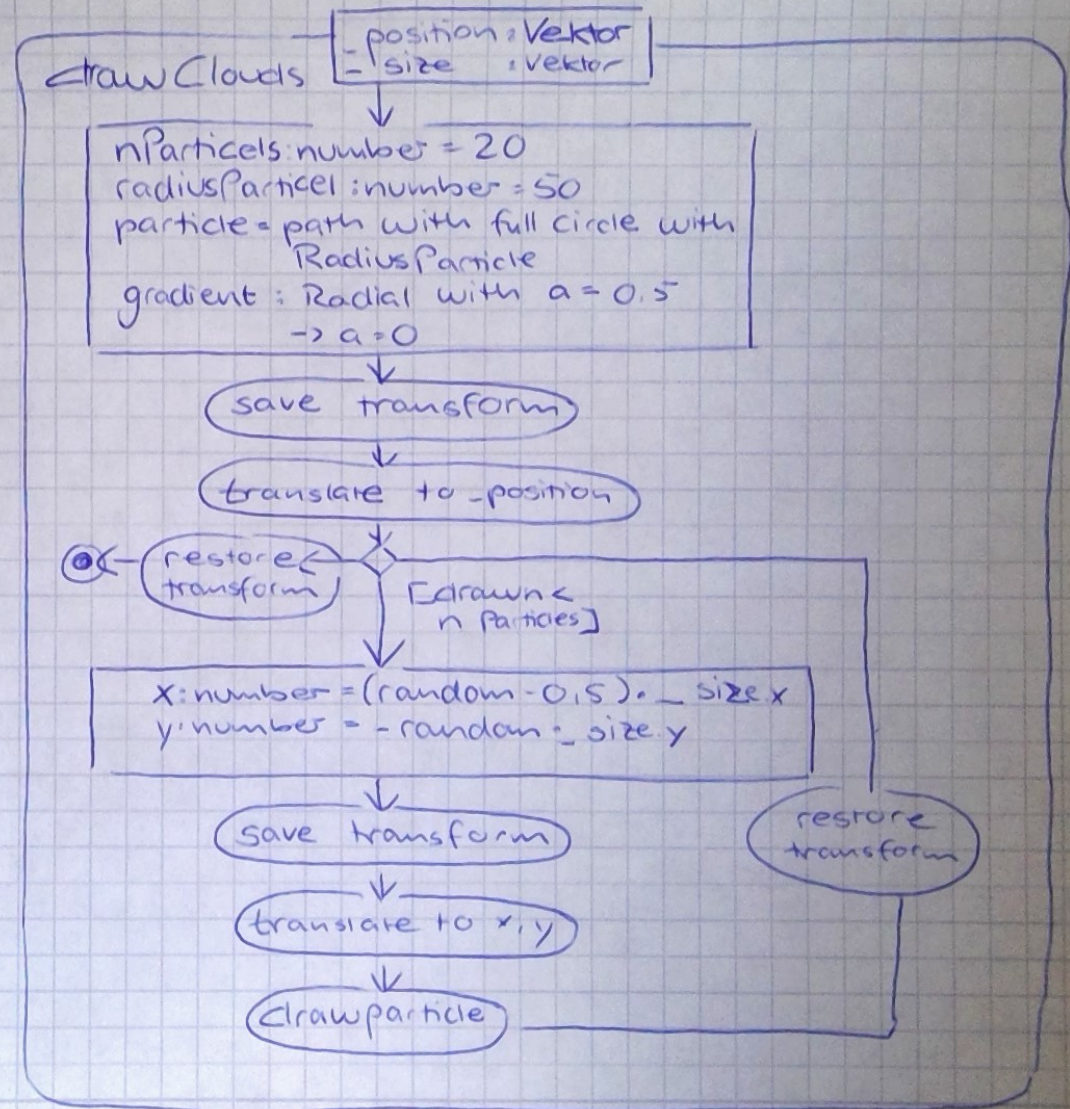 _position : Vektor
_size : vektor
drawClouds
nParticels:number = 20
radiusParticel:number = 50
particle = path with full circle with
RadiusParticle
gradient : Radial with a = 0.5
-> a = 0
save transform
translate to _position
restore
transform
[drawn <
n Particles]
x:number = (random - 0,5) · _size.x
y:number = - random · _size.y
save transform
restore
transform
translate to x, y
drawparticle